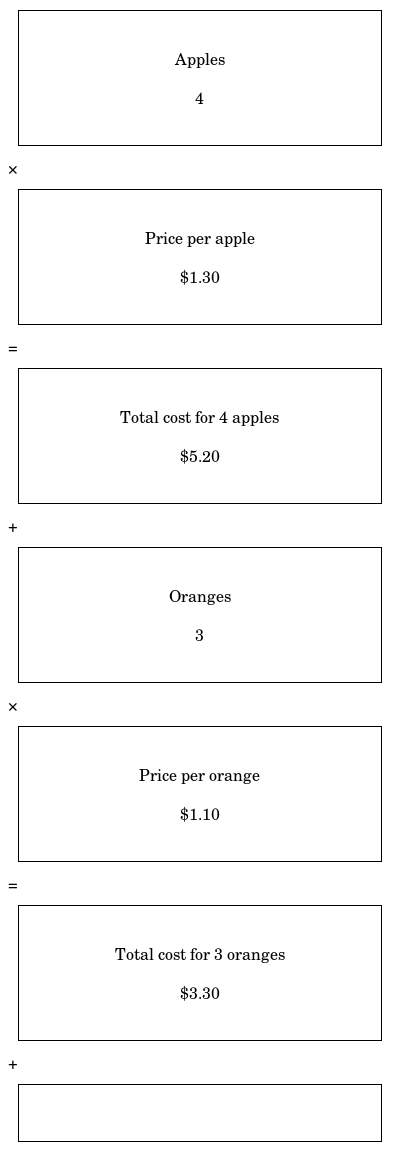 Apples
4
×
Price per apple
$1.30
=
Total cost for 4 apples
$5.20
+
Oranges
3
×
Price per orange
$1.10
=
Total cost for 3 oranges
$3.30
+